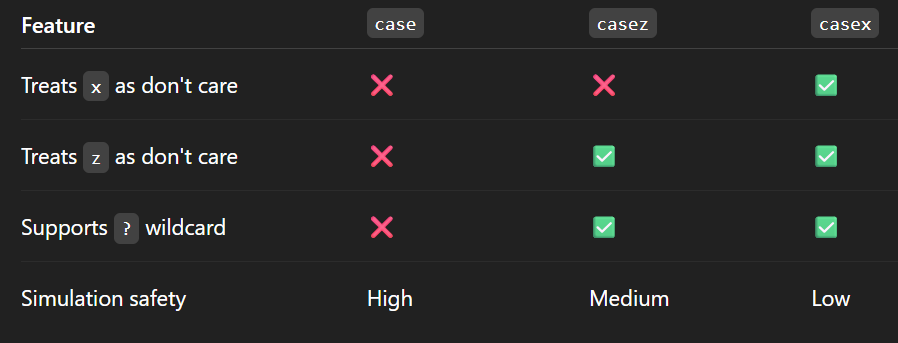 Feature case casez casex
Treats x as don't care ❌ ❌ ✅
Treats z as don't care ❌ ✅ ✅
Supports ? wildcard ❌ ✅ ✅
Simulation safety High Medium Low